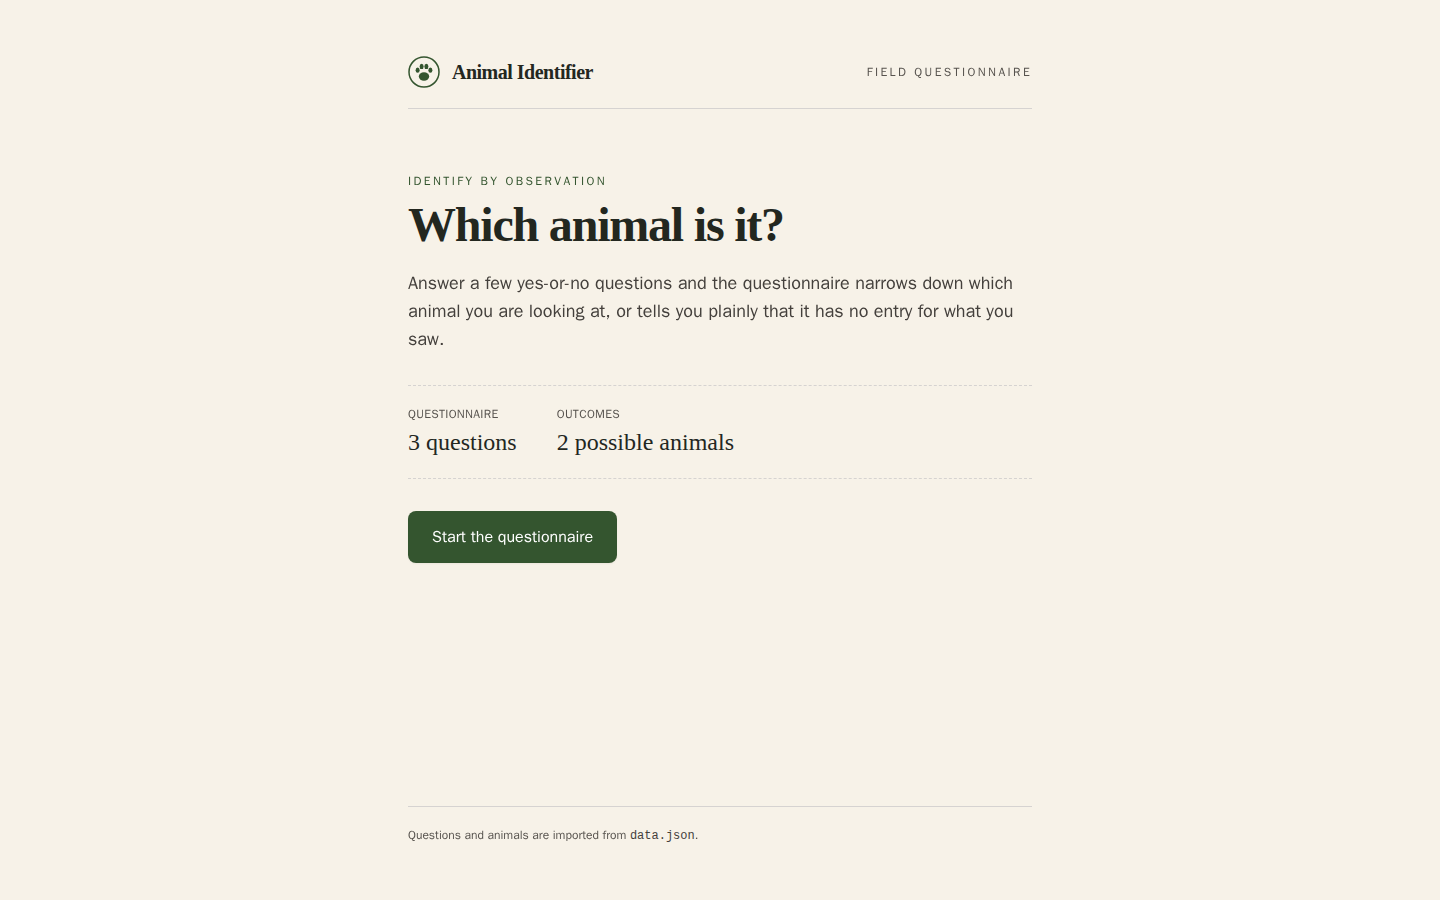 Animal Identifier
FIELD QUESTIONNAIRE
IDENTIFY BY OBSERVATION
Which animal is it?
Answer a few yes-or-no questions and the questionnaire narrows down which
animal you are looking at, or tells you plainly that it has no entry for what you
saw.
QUESTIONNAIRE
3 questions
OUTCOMES
2 possible animals
Start the questionnaire
Questions and animals are imported from data.json.